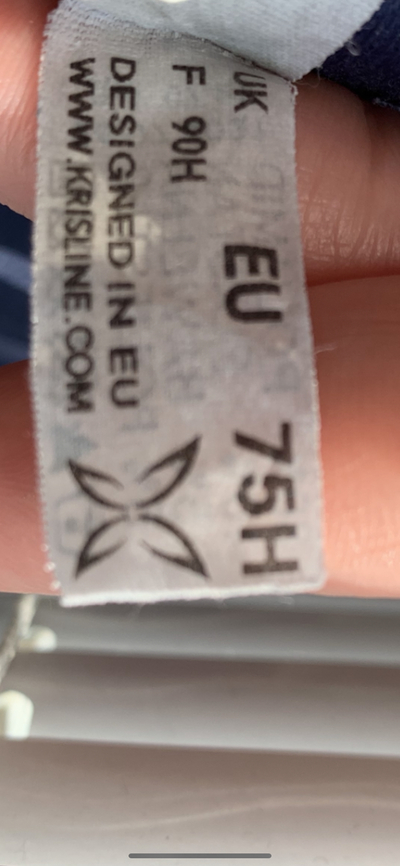 UK EU 75H
F 90H
DESIGNED IN EU
WWW.KRISLINE.COM